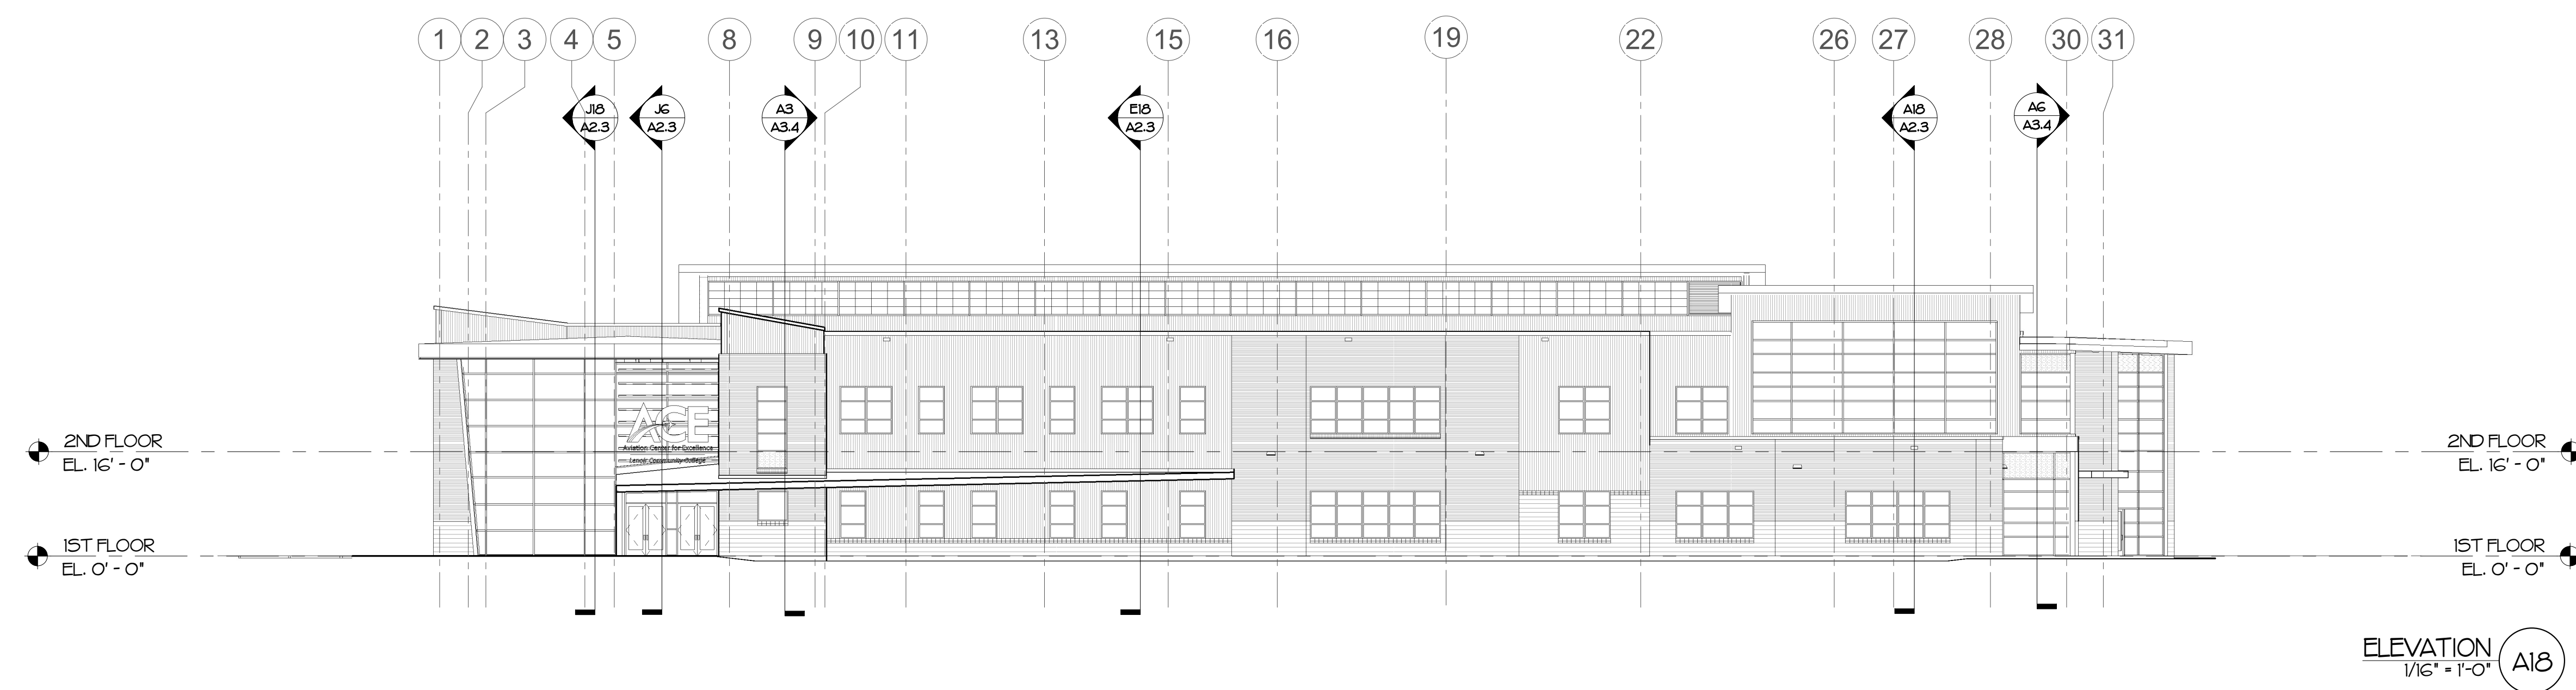 1 2 3 4 5 8 9 10 11 13 15 16 19 22 26 27 28 30 31
J18 J6 A3 E18 A18 A6
A2.3 A2.3 A3.4 A2.3 A2.3 A3.4
ACE
Aviation Center for Excellence
Lenoir Community College
2ND FLOOR
EL. 16' - 0"
2ND FLOOR
EL. 16' - 0"
1ST FLOOR
EL. 0' - 0"
1ST FLOOR
EL. 0' - 0"
ELEVATION A18
1/16" = 1'-0"